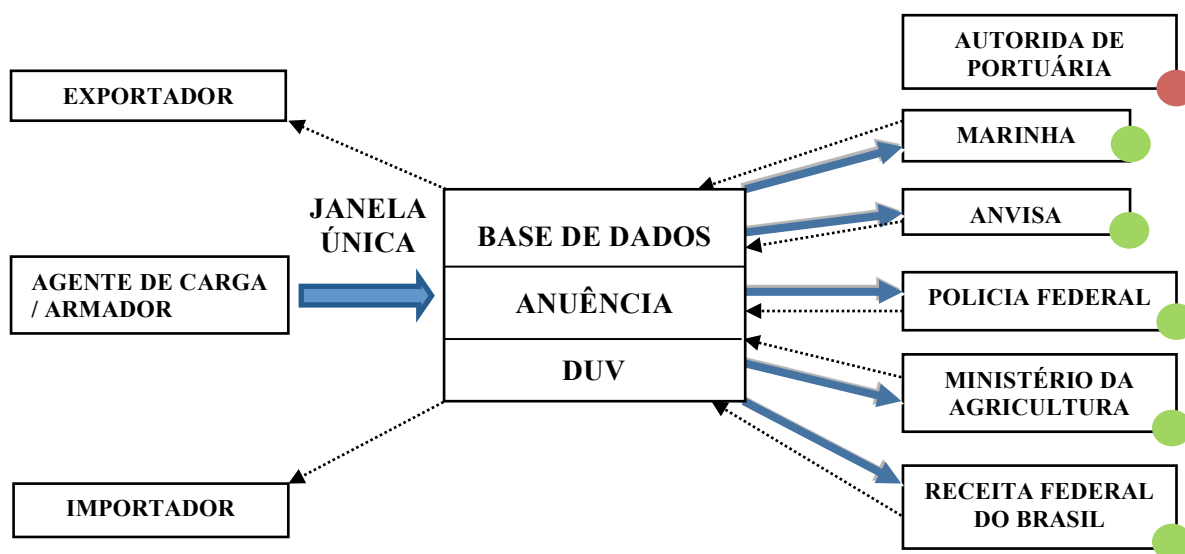 AUTORIDA DE
PORTUÁRIA
EXPORTADOR
MARINHA
JANELA
ÚNICA
ANVISA
BASE DE DADOS
AGENTE DE CARGA
/ ARMADOR
ANUÊNCIA
POLICIA FEDERAL
DUV
MINISTÉRIO DA
AGRICULTURA
IMPORTADOR
RECEITA FEDERAL
DO BRASIL